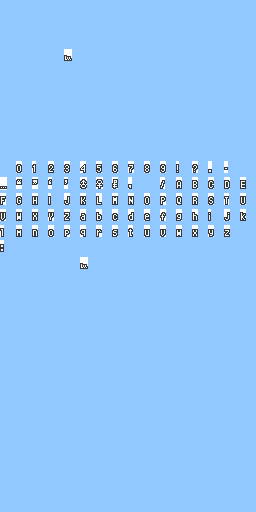 0 1 2 3 4 5 6 7 8 9 ! ? . -
… “ ” ‘ ’ ♂ ♀ , / A B C D E
F G H I J K L M N O P Q R S T U
V W X Y Z a b c d e f g h i j k
l m n o p q r s t u v w x y z
: